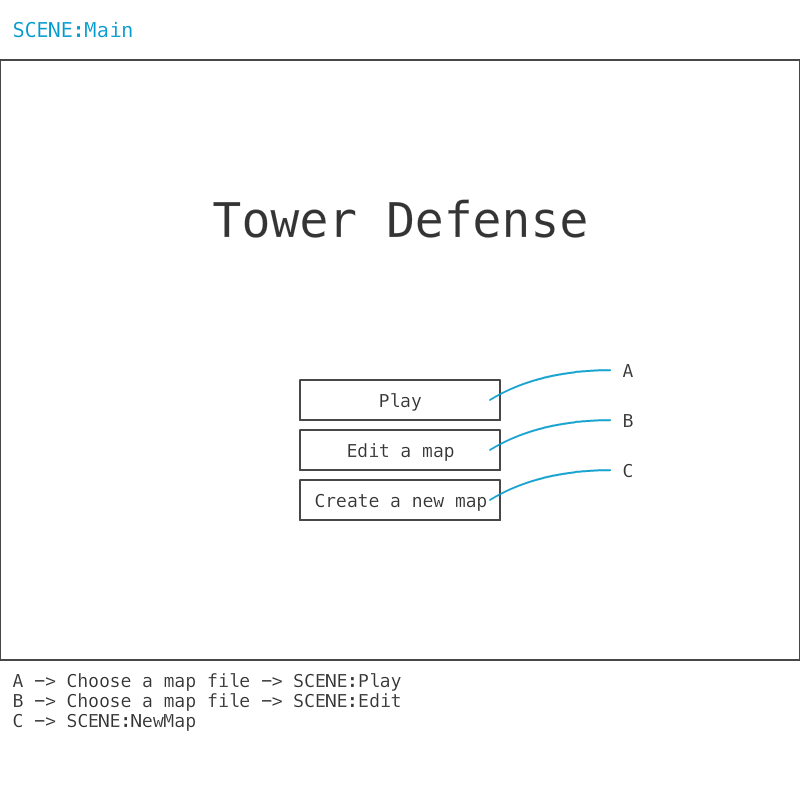 SCENE:Main
Tower Defense
A
Play
B
Edit a map
C
Create a new map
A -> Choose a map file -> SCENE:Play
B -> Choose a map file -> SCENE:Edit
C -> SCENE:NewMap